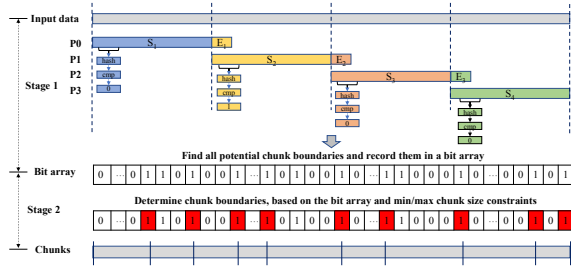 Input data
P0 S1 E1
P1 S2 E2
P2 S3 E3
P3 S4
hash
cmp
0
hash
cmp
1
hash
cmp
0
hash
cmp
0
Stage 1
Find all potential chunk boundaries and record them in a bit array
Bit array
Stage 2
Determine chunk boundaries, based on the bit array and min/max chunk size constraints
Chunks